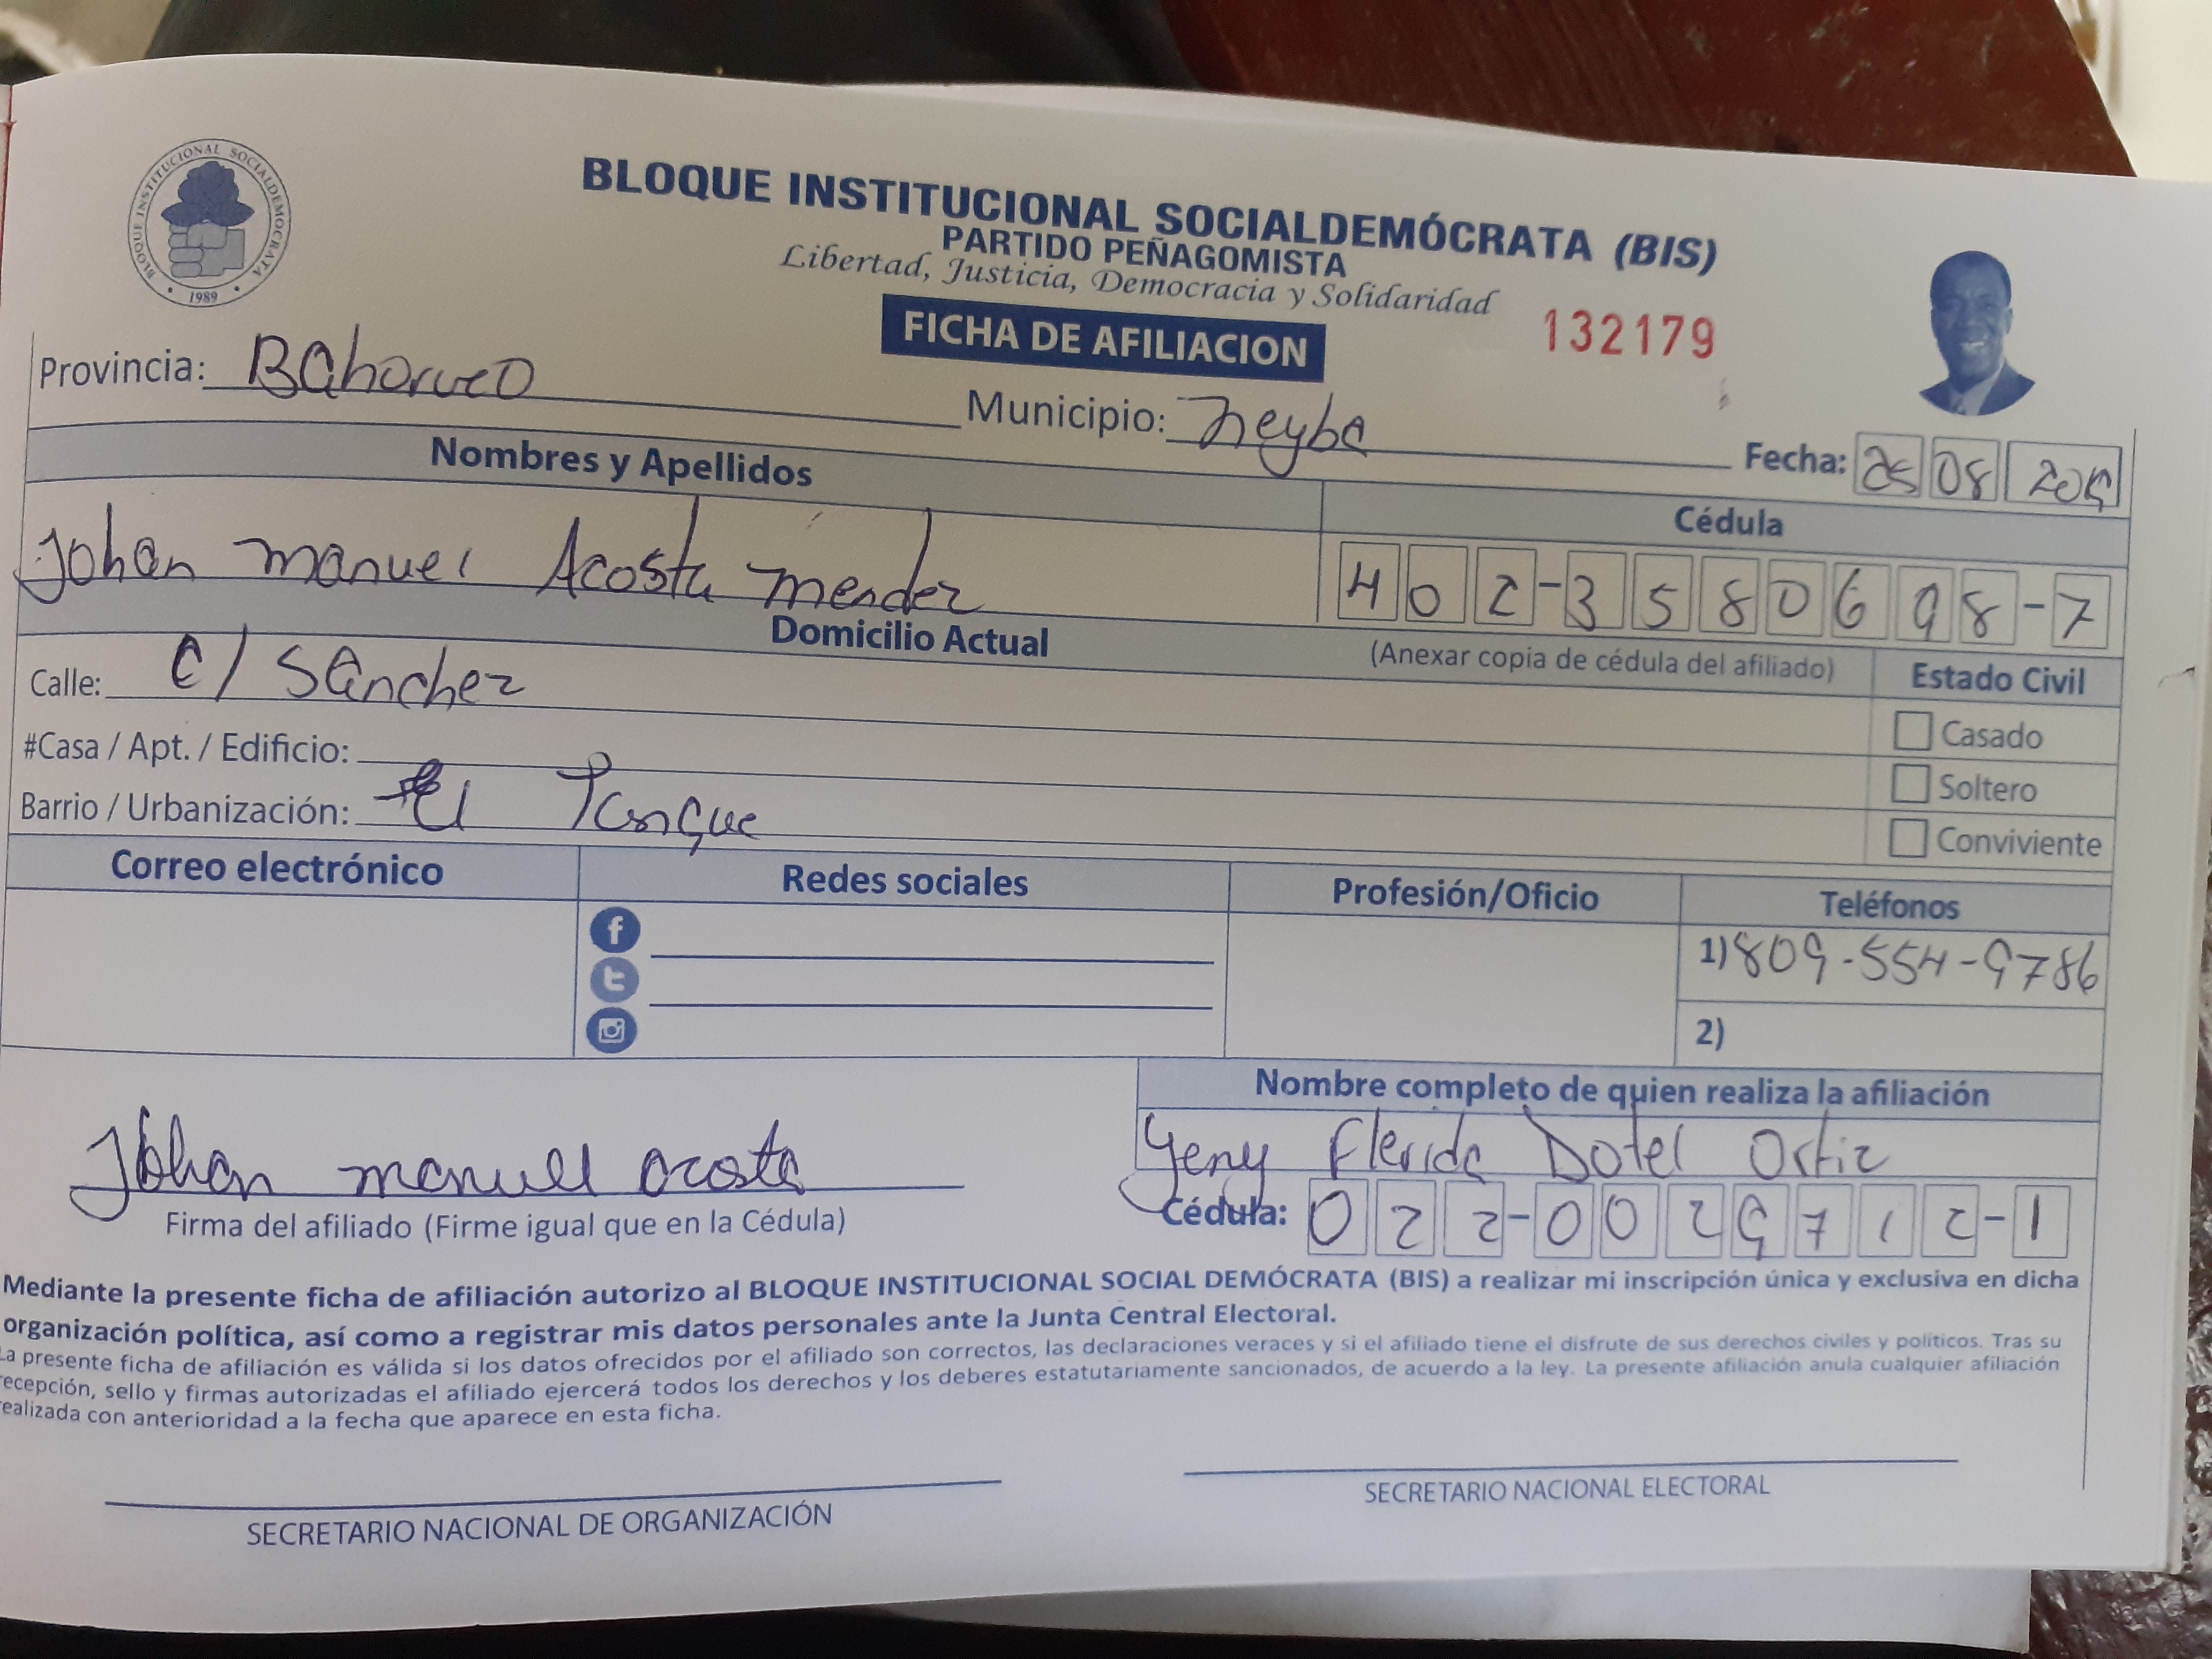 BLOQUE INSTITUCIONAL SOCIALDEMOCRATA
1989
BLOQUE INSTITUCIONAL SOCIALDEMÓCRATA (BIS)
PARTIDO PEÑAGOMISTA
Libertad, Justicia, Democracia y Solidaridad
FICHA DE AFILIACION
132179
Provincia: BAhoruco
Municipio: Neyba
Fecha: 25 08 2019
Nombres y Apellidos
Cédula
Johan manuel Acosta mendez
402-3580698-7
Domicilio Actual
(Anexar copia de cédula del afiliado)
Estado Civil
Calle: C/ Sánchez
Casado
#Casa / Apt. / Edificio:
Soltero
Barrio / Urbanización: El Tanque
Conviviente
Correo electrónico
Redes sociales
Profesión/Oficio
Teléfonos
1) 809-554-9786
2)
Nombre completo de quien realiza la afiliación
Yeny Flerida Dotel Ortiz
Johan manuell acosta
Cédula: 022-0029712-1
Firma del afiliado (Firme igual que en la Cédula)
Mediante la presente ficha de afiliación autorizo al BLOQUE INSTITUCIONAL SOCIAL DEMÓCRATA (BIS) a realizar mi inscripción única y exclusiva en dicha
organización política, así como a registrar mis datos personales ante la Junta Central Electoral.
La presente ficha de afiliación es válida si los datos ofrecidos por el afiliado son correctos, las declaraciones veraces y si el afiliado tiene el disfrute de sus derechos civiles y políticos. Tras su
recepción, sello y firmas autorizadas el afiliado ejercerá todos los derechos y los deberes estatutariamente sancionados, de acuerdo a la ley. La presente afiliación anula cualquier afiliación
realizada con anterioridad a la fecha que aparece en esta ficha.
SECRETARIO NACIONAL DE ORGANIZACIÓN
SECRETARIO NACIONAL ELECTORAL